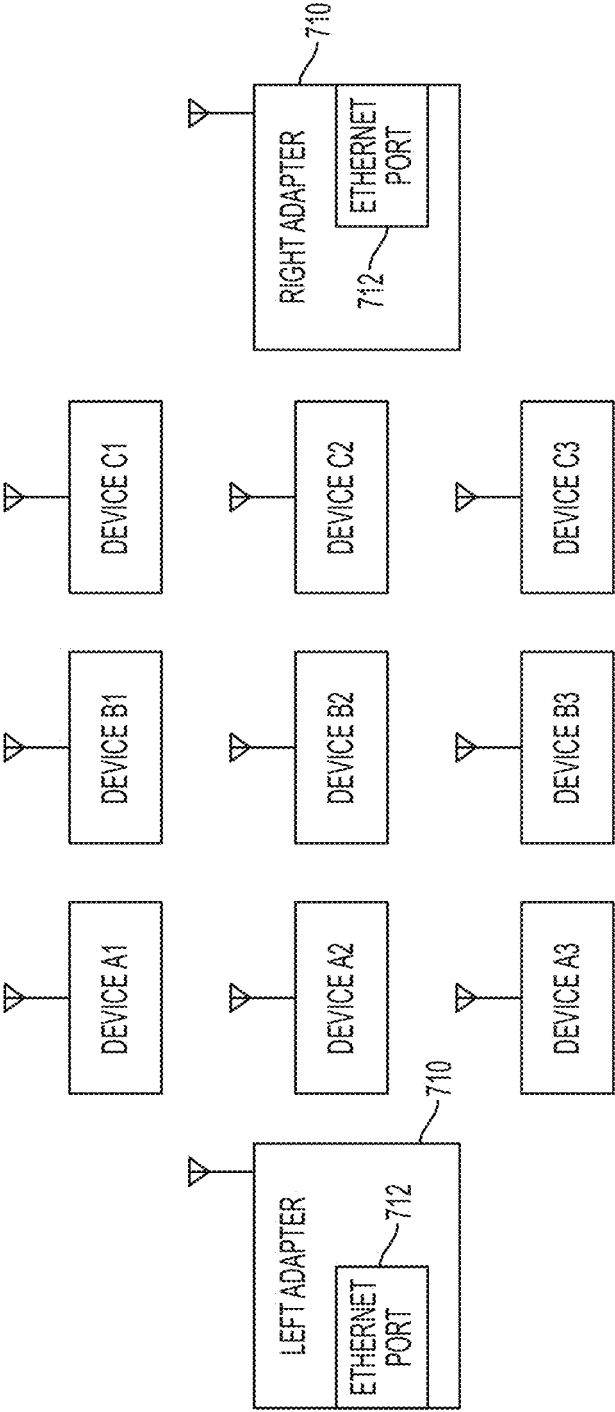 DEVICE A1
DEVICE B1
DEVICE C1
LEFT ADAPTER
710
ETHERNET
PORT
712
DEVICE A2
DEVICE B2
DEVICE C2
RIGHT ADAPTER
710
ETHERNET
PORT
712
DEVICE A3
DEVICE B3
DEVICE C3